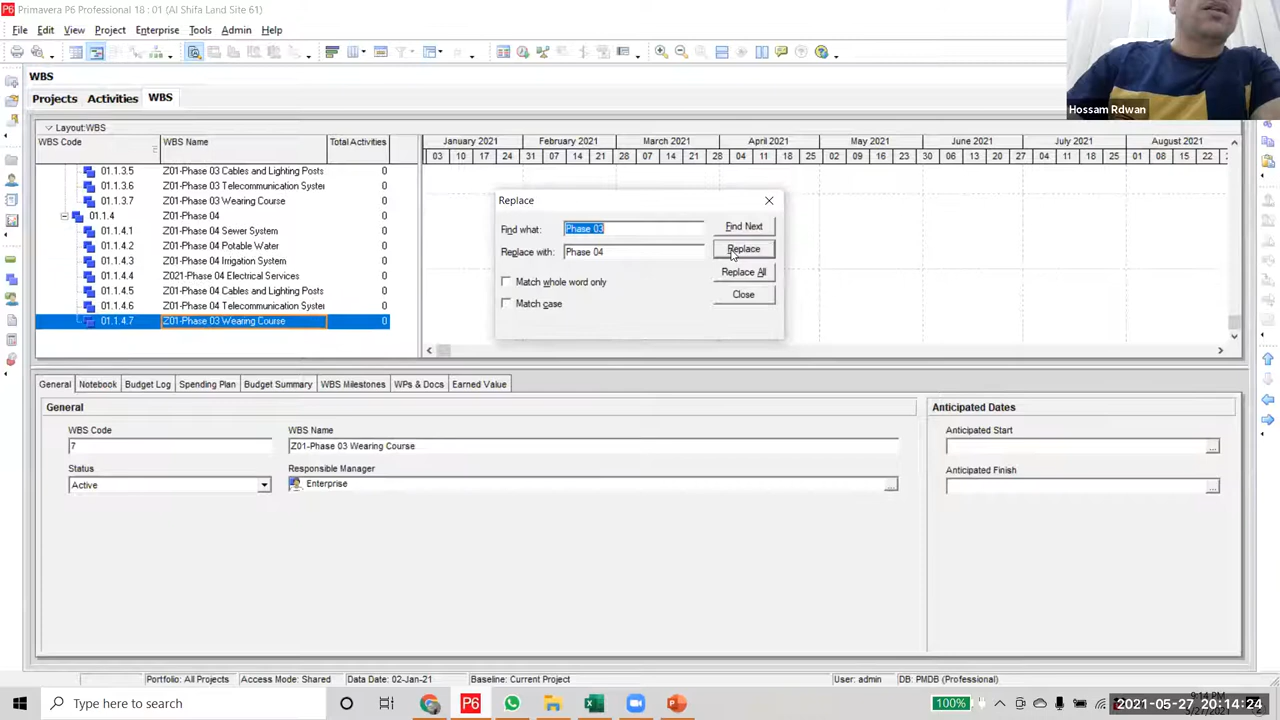 Primavera P6 Professional 18 : 01 (Al Shifa Land Site 61)
File Edit View Project Enterprise Tools Admin Help
WBS
Projects Activities WBS
Hossam Rdwan
Layout:WBS
WBS Code WBS Name Total Activities
January 2021 February 2021 March 2021 April 2021 May 2021 June 2021 July 2021 August 2021
03 10 17 24 31 07 14 21 28 07 14 21 28 04 11 18 25 02 09 16 23 30 06 13 20 27 04 11 18 25 01 08 15 22
01.1.3.5 Z01-Phase 03 Cables and Lighting Posts 0
01.1.3.6 Z01-Phase 03 Telecommunication Syster 0
01.1.3.7 Z01-Phase 03 Wearing Course 0
01.1.4 Z01-Phase 04 0
01.1.4.1 Z01-Phase 04 Sewer System 0
01.1.4.2 Z01-Phase 04 Potable Water 0
01.1.4.3 Z01-Phase 04 Irrigation System 0
01.1.4.4 Z021-Phase 04 Electrical Services 0
01.1.4.5 Z01-Phase 04 Cables and Lighting Posts 0
01.1.4.6 Z01-Phase 04 Telecommunication Syster 0
01.1.4.7 Z01-Phase 03 Wearing Course 0
Replace
Find what: Phase 03 Find Next
Replace with: Phase 04 Replace
Replace All
Match whole word only
Close
Match case
General Notebook Budget Log Spending Plan Budget Summary WBS Milestones WPs & Docs Earned Value
General
WBS Code WBS Name
7 Z01-Phase 03 Wearing Course
Status Responsible Manager
Active Enterprise
Anticipated Dates
Anticipated Start
Anticipated Finish
Portfolio: All Projects Access Mode: Shared Data Date: 02-Jan-21 Baseline: Current Project User: admin DB: PMDB (Professional)
Type here to search
100%
2021-05-27 20:14:24